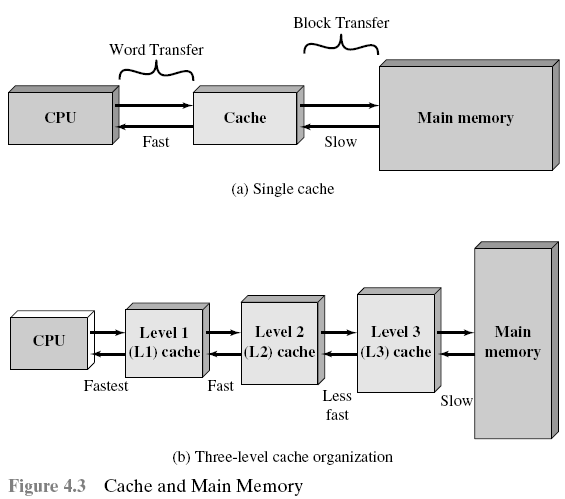 Block Transfer
Word Transfer
CPU
Cache
Main memory
Fast
Slow
(a) Single cache
CPU
Level 1
(L1) cache
Level 2
(L2) cache
Level 3
(L3) cache
Main
memory
Fastest
Fast
Less
fast
Slow
(b) Three-level cache organization
Figure 4.3 Cache and Main Memory